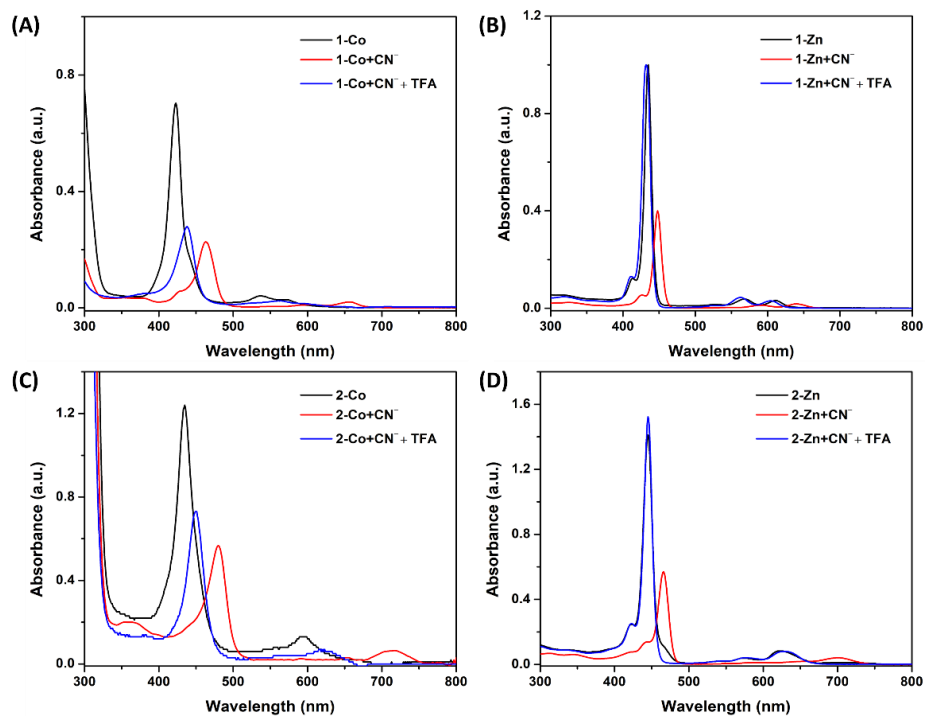 (A)
1-Co
1-Co+CN⁻
1-Co+CN⁻ + TFA
Absorbance (a.u.)
0.8
0.4
0.0
300 400 500 600 700 800
Wavelength (nm)
(B)
1-Zn
1-Zn+CN⁻
1-Zn+CN⁻ + TFA
Absorbance (a.u.)
1.2
0.8
0.4
0.0
300 400 500 600 700 800
Wavelength (nm)
(C)
2-Co
2-Co+CN⁻
2-Co+CN⁻ + TFA
Absorbance (a.u.)
1.2
0.8
0.4
0.0
300 400 500 600 700 800
Wavelength (nm)
(D)
2-Zn
2-Zn+CN⁻
2-Zn+CN⁻ + TFA
Absorbance (a.u.)
1.6
1.2
0.8
0.4
0.0
300 400 500 600 700 800
Wavelength (nm)